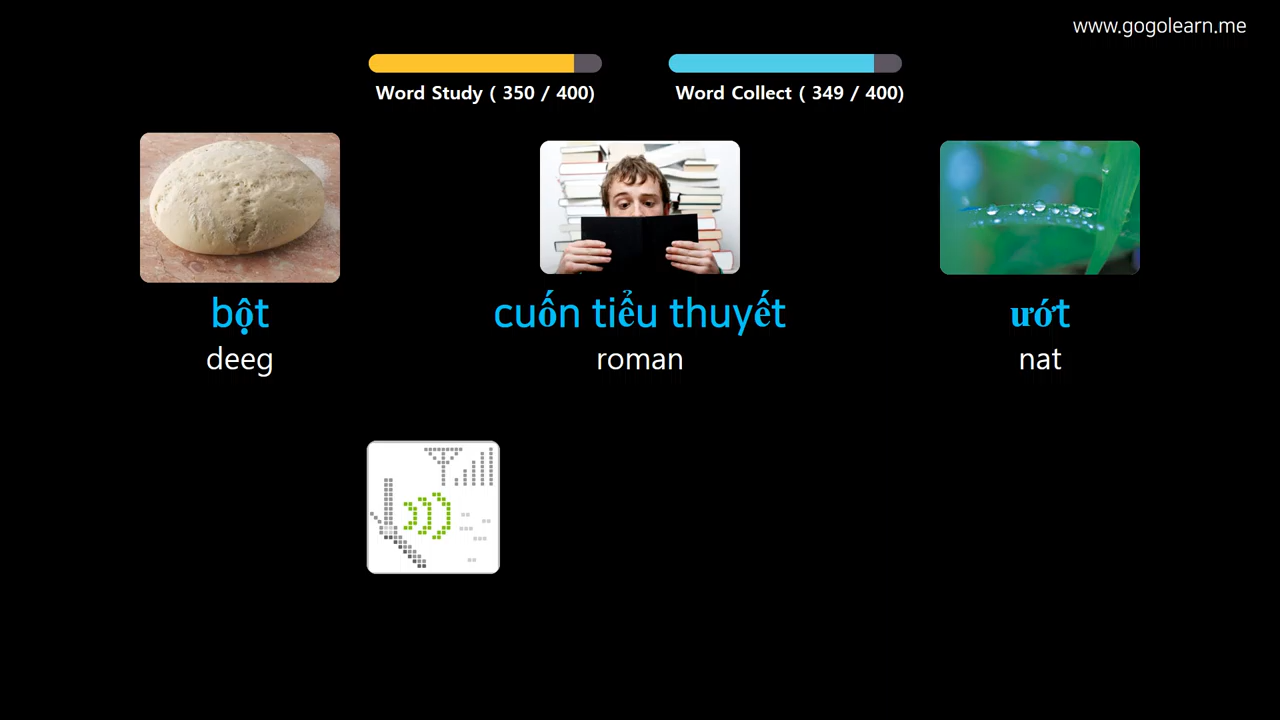 www.gogolearn.me
Word Study ( 350 / 400)
Word Collect ( 349 / 400)
bột
cuốn tiểu thuyết
ướt
deeg
roman
nat